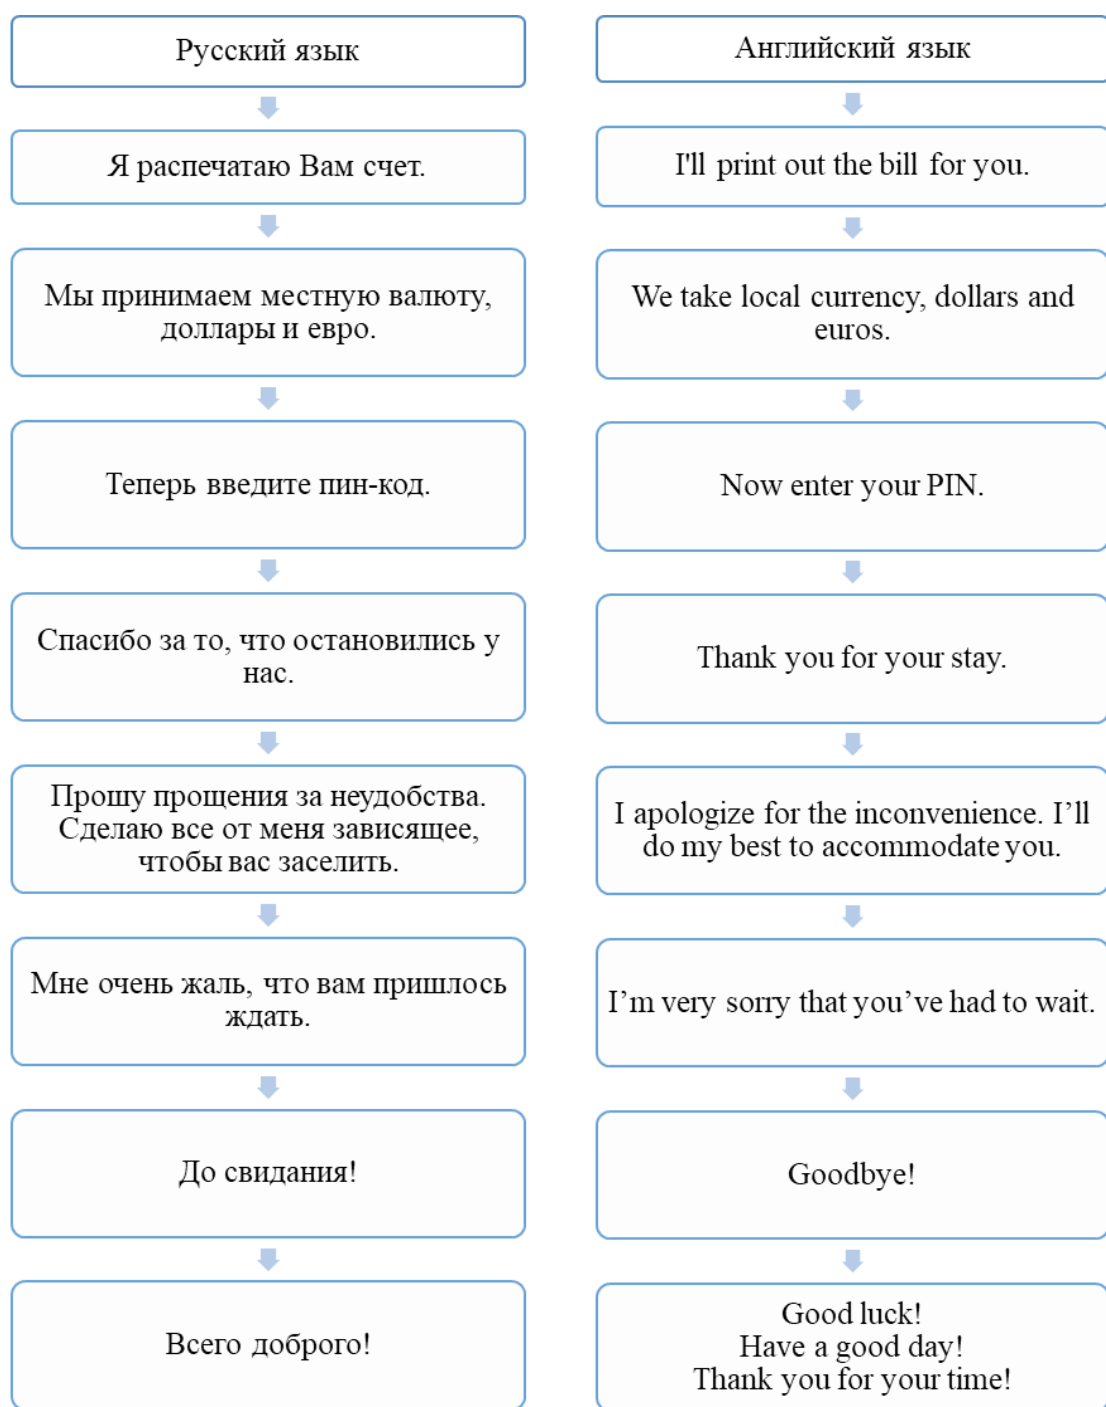 Русский язык
Я распечатаю Вам счет.
Мы принимаем местную валюту,
доллары и евро.
Теперь введите пин-код.
Спасибо за то, что остановились у
нас.
Прошу прощения за неудобства.
Сделаю все от меня зависящее,
чтобы вас заселить.
Мне очень жаль, что вам пришлось
ждать.
До свидания!
Всего доброго!
Английский язык
I'll print out the bill for you.
We take local currency, dollars and
euros.
Now enter your PIN.
Thank you for your stay.
I apologize for the inconvenience. I’ll
do my best to accommodate you.
I’m very sorry that you’ve had to wait.
Goodbye!
Good luck!
Have a good day!
Thank you for your time!